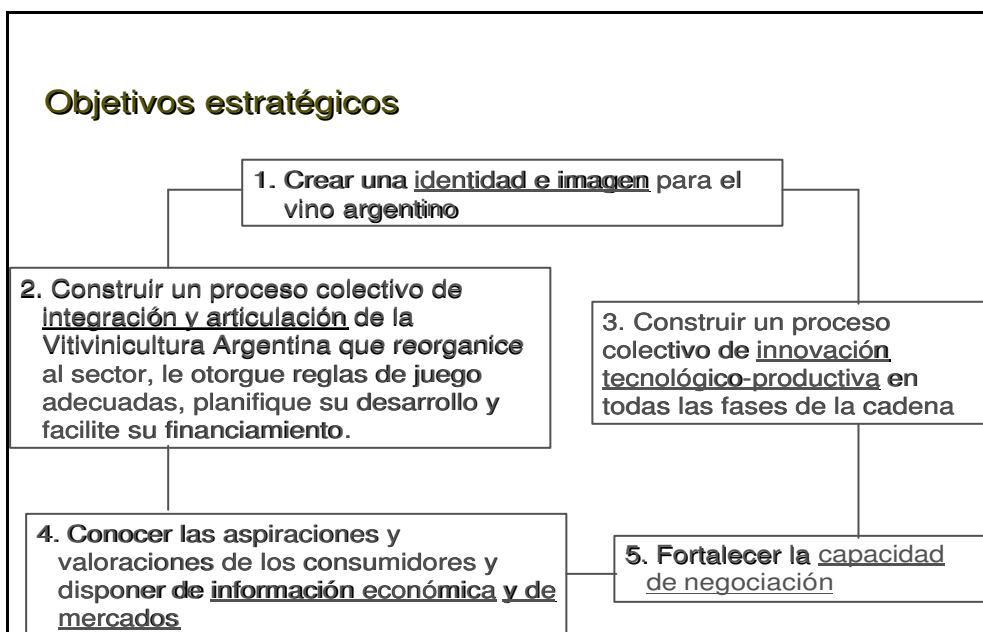 Objetivos estratégicos
1. Crear una identidad e imagen para el
vino argentino
2. Construir un proceso colectivo de
integración y articulación de la
Vitivinicultura Argentina que reorganice
al sector, le otorgue reglas de juego
adecuadas, planifique su desarrollo y
facilite su financiamiento.
3. Construir un proceso
colectivo de innovación
tecnológico-productiva en
todas las fases de la cadena
4. Conocer las aspiraciones y
valoraciones de los consumidores y
disponer de información económica y de
mercados
5. Fortalecer la capacidad
de negociación